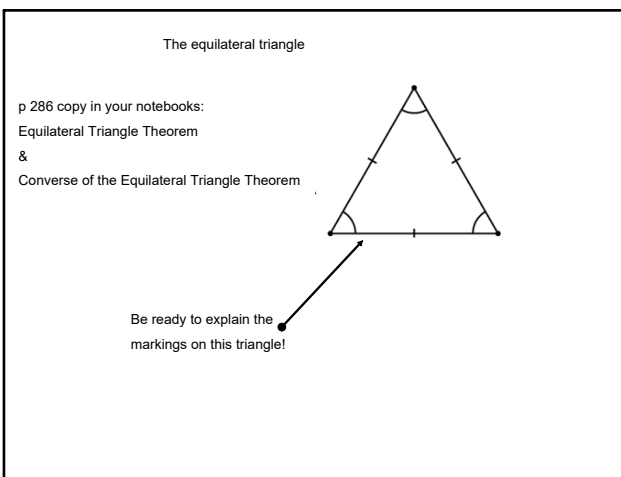 The equilateral triangle
p 286 copy in your notebooks:
Equilateral Triangle Theorem
&
Converse of the Equilateral Triangle Theorem
Be ready to explain the
markings on this triangle!